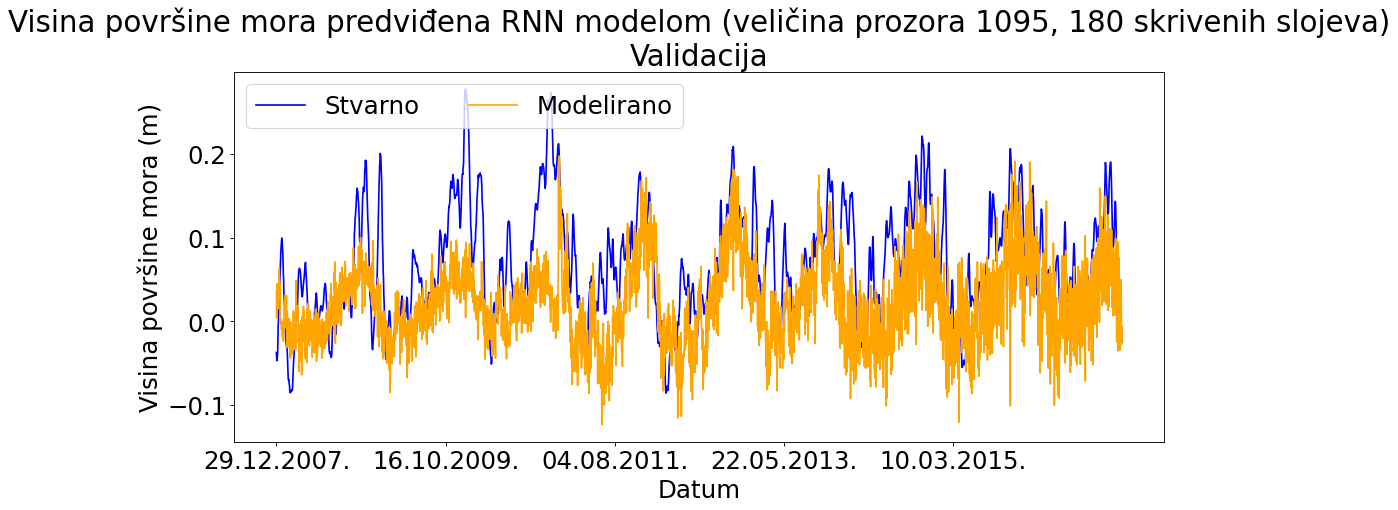 Visina površine mora predviđena RNN modelom (veličina prozora 1095, 180 skrivenih slojeva)
Validacija
Stvarno
Modelirano
Visina površine mora (m)
0.2
0.1
0.0
−0.1
29.12.2007.
16.10.2009.
04.08.2011.
22.05.2013.
10.03.2015.
Datum